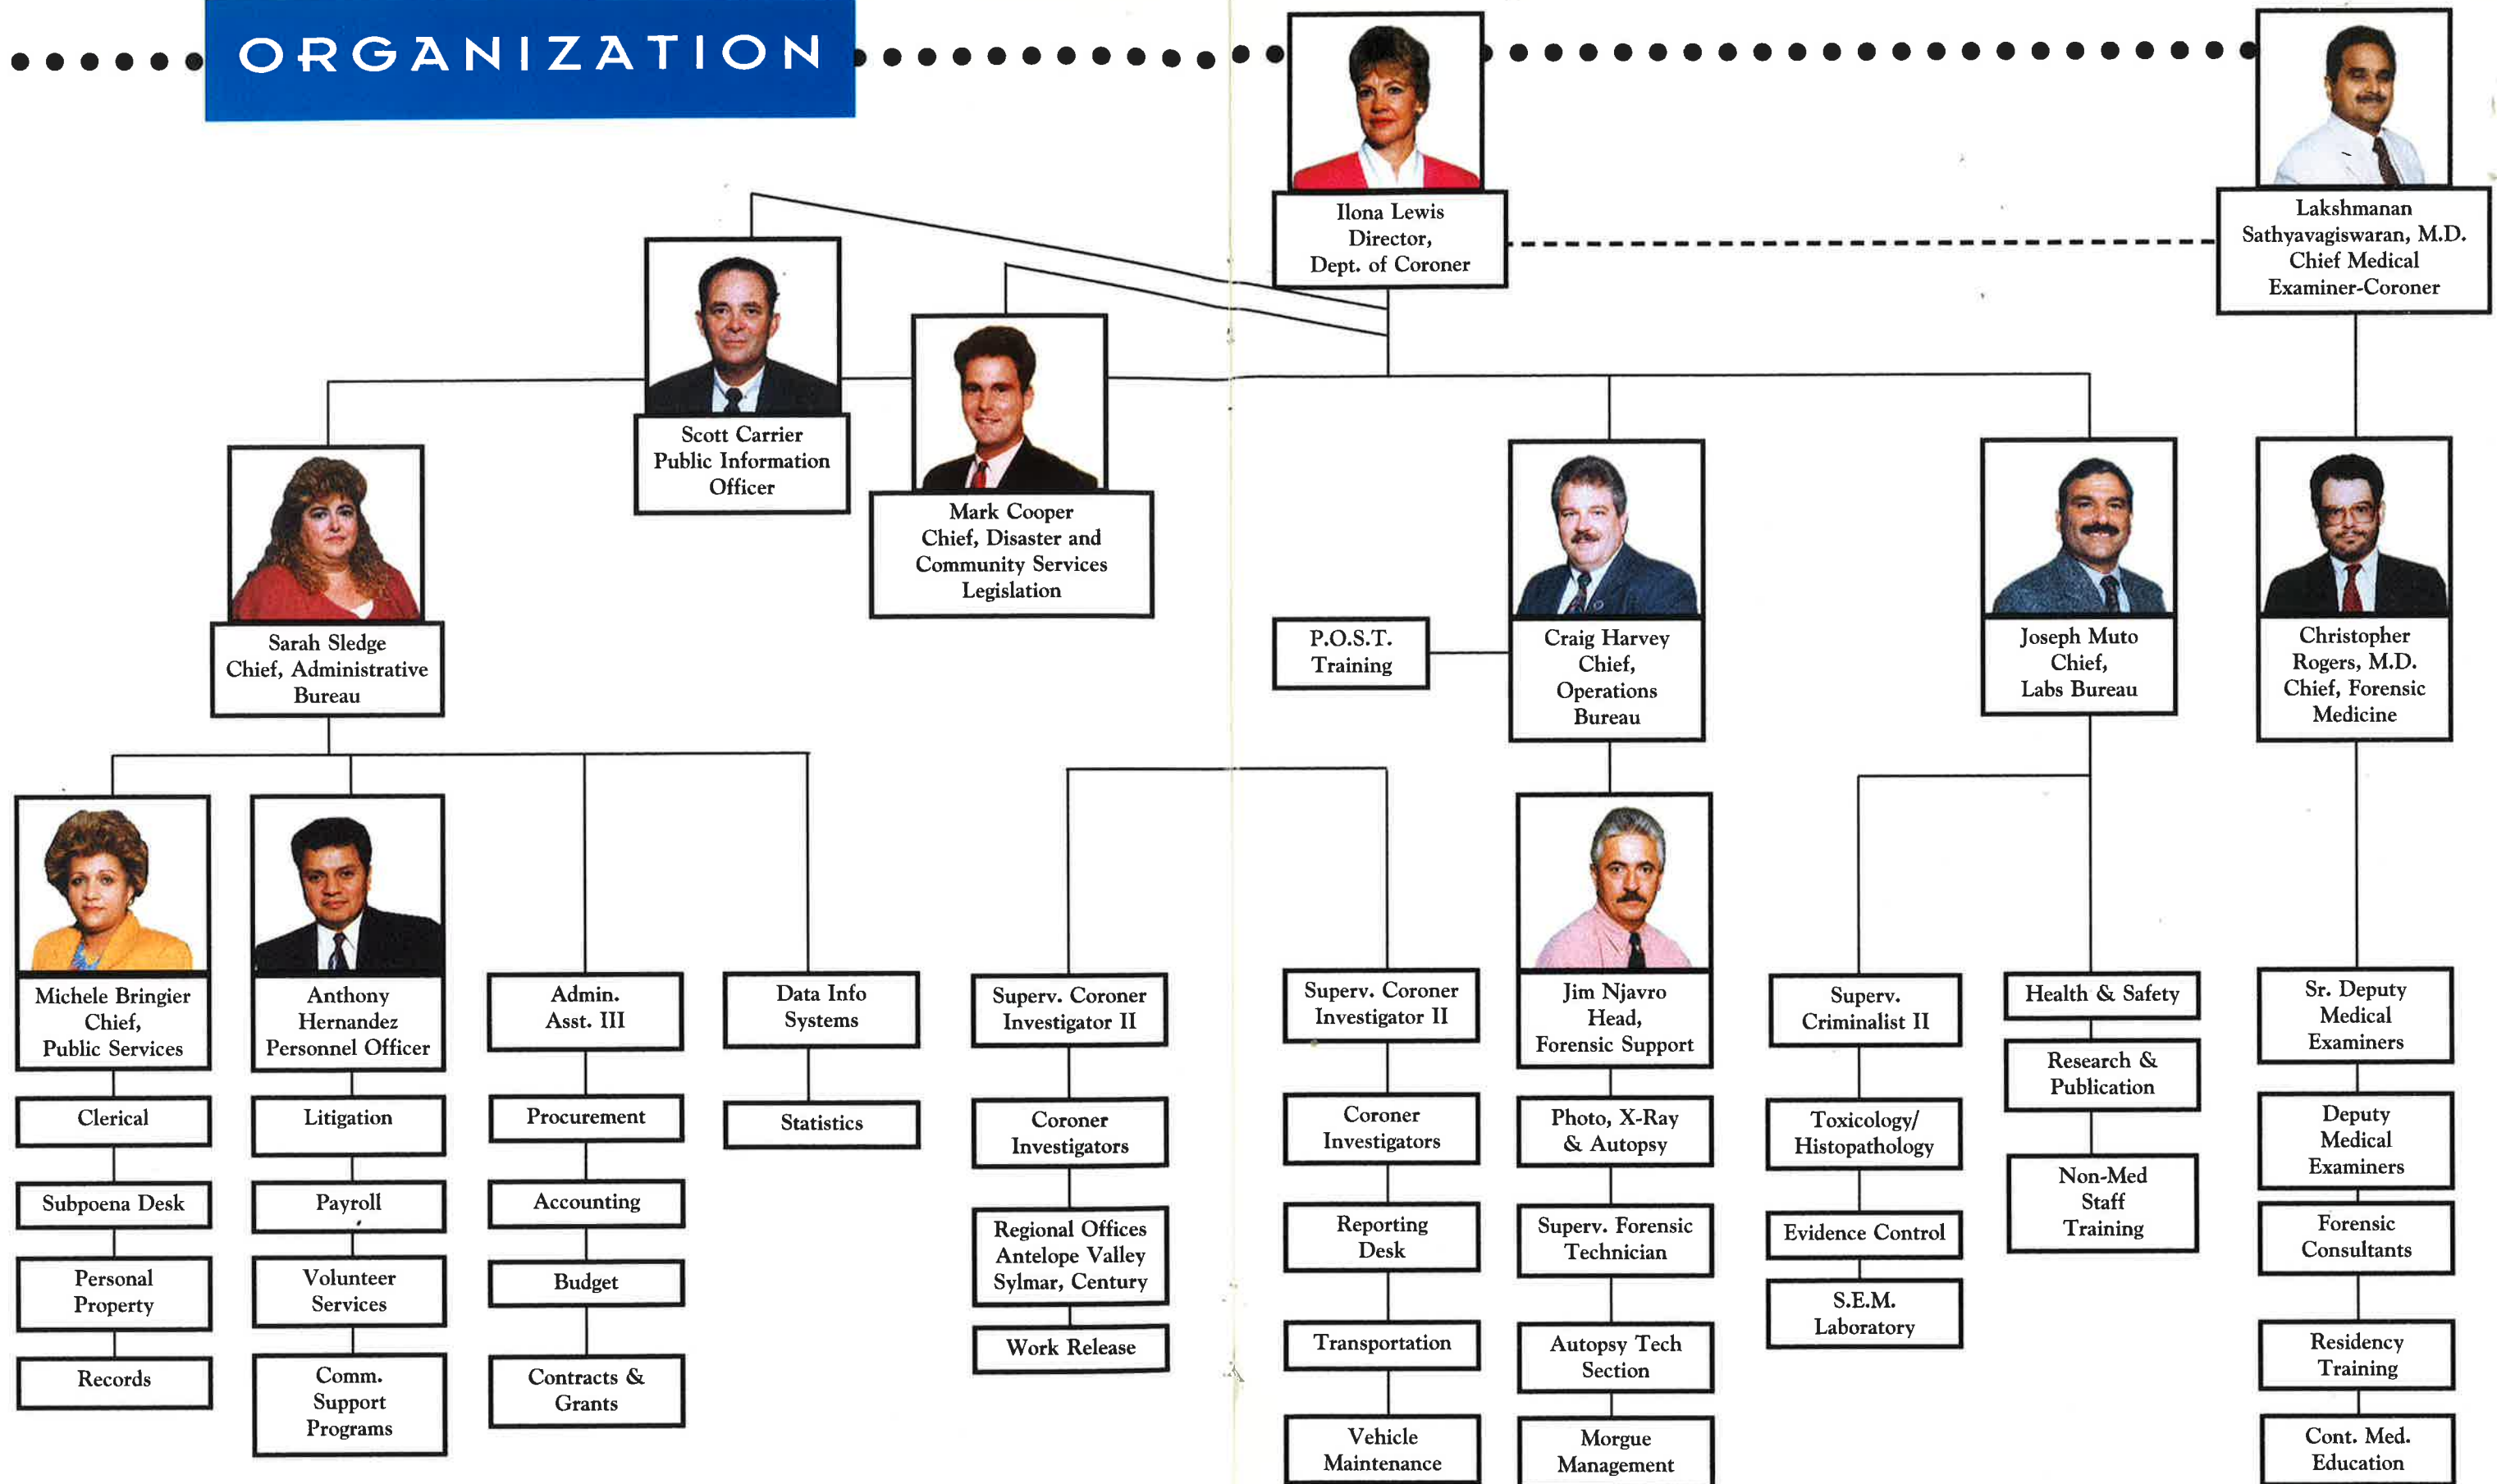 ORGANIZATION
Ilona Lewis
Director,
Dept. of Coroner
Lakshmanan
Sathyavagiswaran, M.D.
Chief Medical
Examiner-Coroner
Scott Carrier
Public Information
Officer
Mark Cooper
Chief, Disaster and
Community Services
Legislation
Sarah Sledge
Chief, Administrative
Bureau
P.O.S.T.
Training
Craig Harvey
Chief,
Operations
Bureau
Joseph Muto
Chief,
Labs Bureau
Christopher
Rogers, M.D.
Chief, Forensic
Medicine
Michele Bringier
Chief,
Public Services
Clerical
Subpoena Desk
Personal
Property
Records
Anthony
Hernandez
Personnel Officer
Litigation
Payroll
Volunteer
Services
Comm.
Support
Programs
Admin.
Asst. III
Procurement
Accounting
Budget
Contracts &
Grants
Data Info
Systems
Statistics
Superv. Coroner
Investigator II
Coroner
Investigators
Regional Offices
Antelope Valley
Sylmar, Century
Work Release
Superv. Coroner
Investigator II
Coroner
Investigators
Reporting
Desk
Transportation
Vehicle
Maintenance
Jim Njavro
Head,
Forensic Support
Photo, X-Ray
& Autopsy
Superv. Forensic
Technician
Autopsy Tech
Section
Morgue
Management
Superv.
Criminalist II
Toxicology/
Histopathology
Evidence Control
S.E.M.
Laboratory
Health & Safety
Research &
Publication
Non-Med
Staff
Training
Sr. Deputy
Medical
Examiners
Deputy
Medical
Examiners
Forensic
Consultants
Residency
Training
Cont. Med.
Education